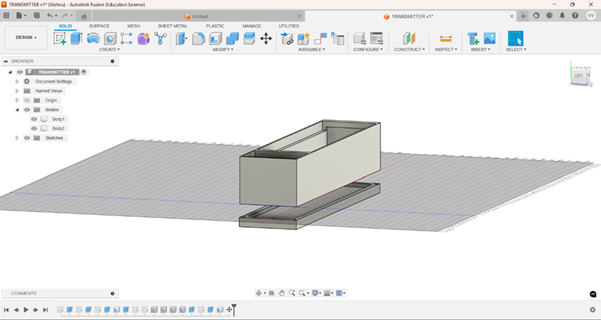 TRANSMITTER v1* (Vishnu) - Autodesk Fusion (Education License)
Untitled
TRANSMITTER v1*
SOLID SURFACE MESH SHEET METAL PLASTIC MANAGE UTILITIES
DESIGN
CREATE MODIFY ASSEMBLE CONFIGURE CONSTRUCT INSPECT INSERT SELECT
BROWSER
TRANSMITTER v1
Document Settings
Named Views
Origin
Bodies
Body1
Body2
Sketches
LEFT
COMMENTS